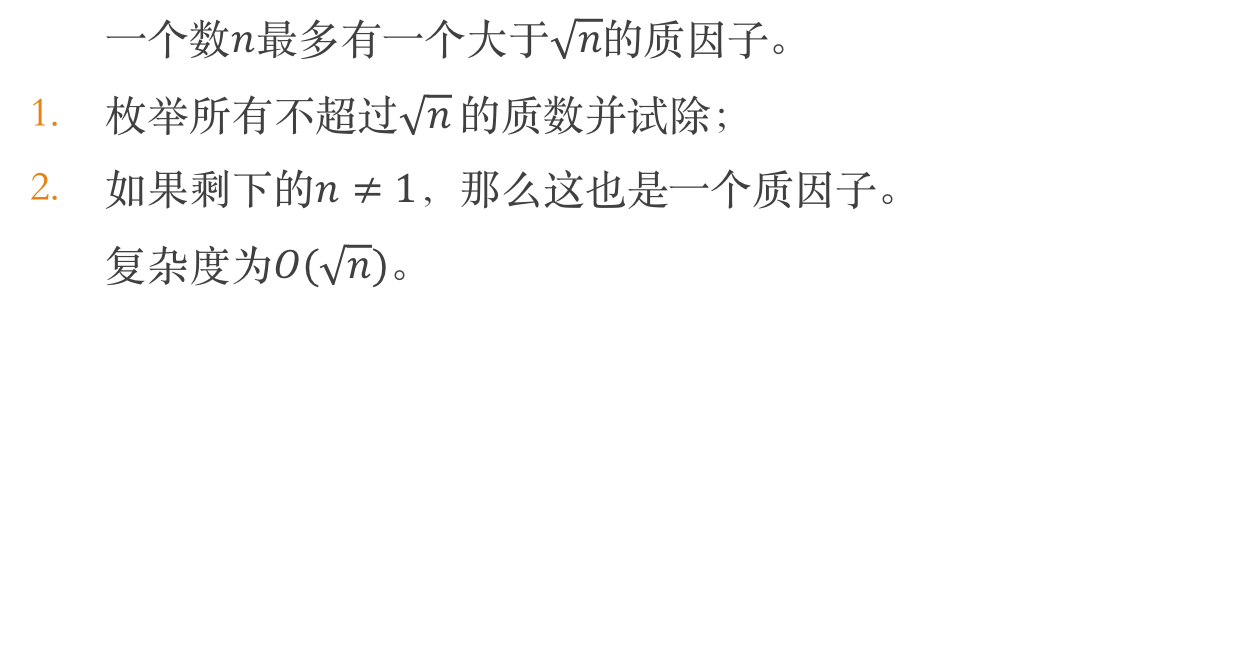 一个数𝑛最多有一个大于√𝑛的质因子。
1. 枚举所有不超过√𝑛 的质数并试除；
2. 如果剩下的𝑛 ≠ 1，那么这也是一个质因子。
复杂度为𝑂(√𝑛)。